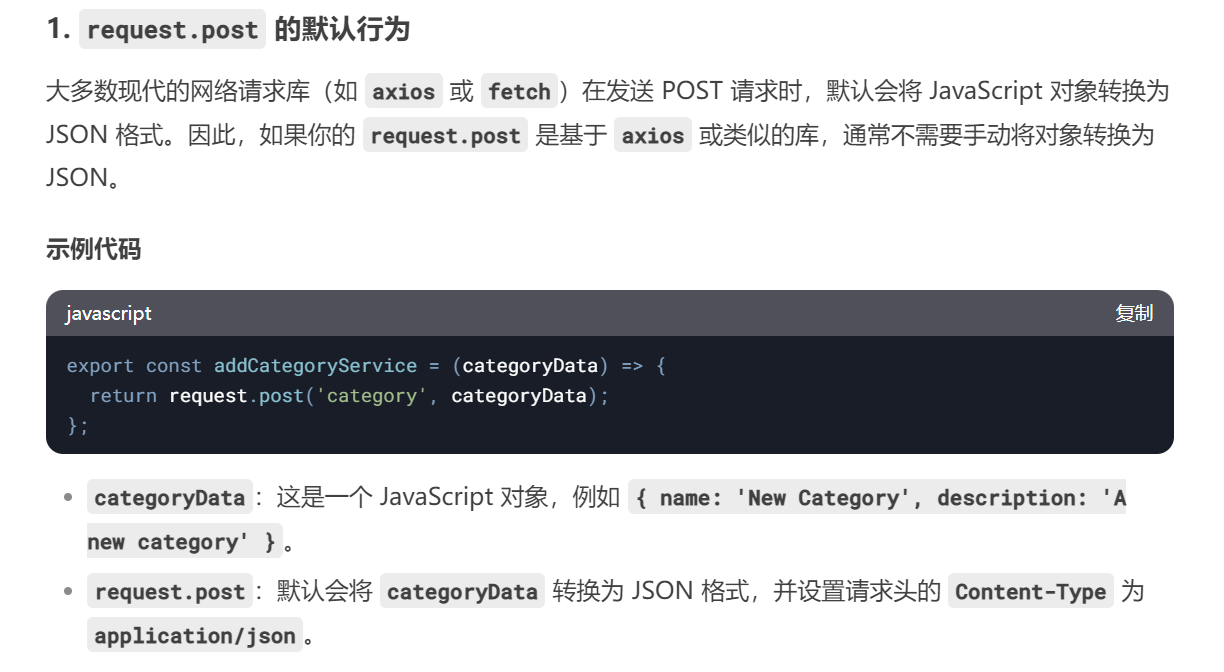 1. request.post 的默认行为
大多数现代的网络请求库（如 axios 或 fetch）在发送 POST 请求时，默认会将 JavaScript 对象转换为
JSON 格式。因此，如果你的 request.post 是基于 axios 或类似的库，通常不需要手动将对象转换为
JSON。
示例代码
javascript 复制
export const addCategoryService = (categoryData) => {
  return request.post('category', categoryData);
};
• categoryData：这是一个 JavaScript 对象，例如 { name: 'New Category', description: 'A
new category' }。
• request.post：默认会将 categoryData 转换为 JSON 格式，并设置请求头的 Content-Type 为
application/json。